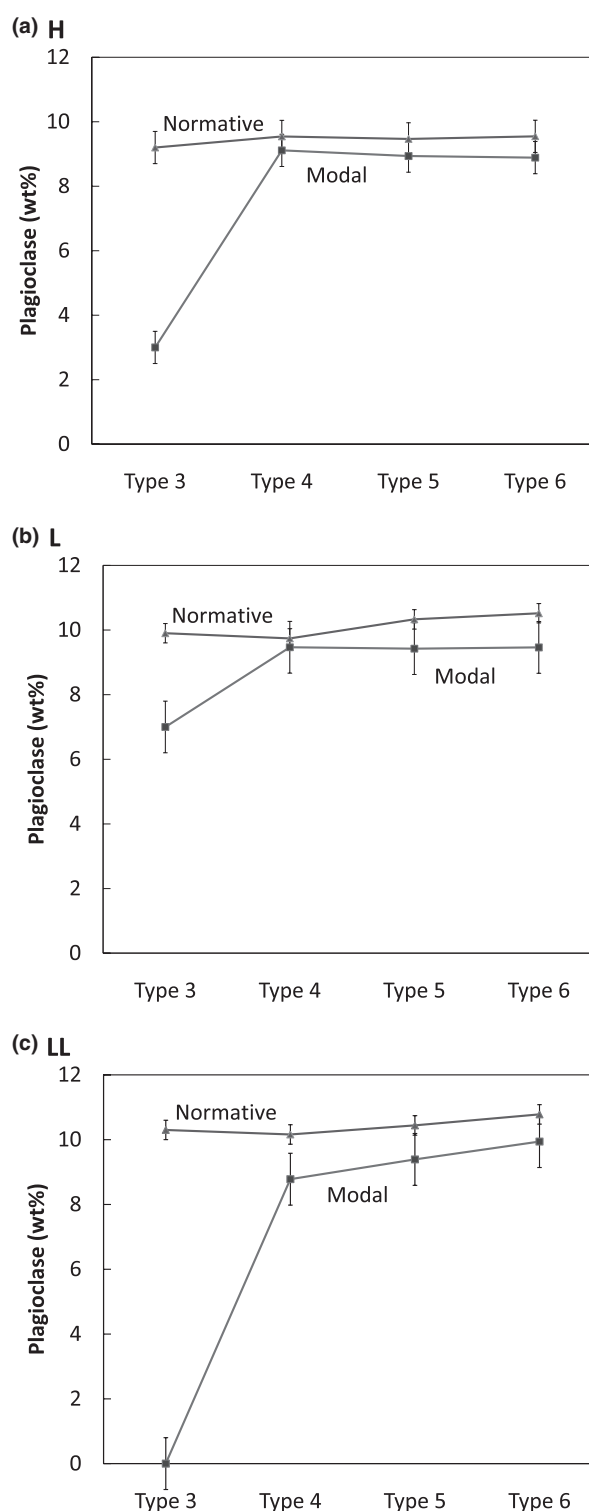 (a) H
12
10
8
6
4
2
0
Plagioclase (wt%)
Normative
Modal
Type 3 Type 4 Type 5 Type 6
(b) L
12
10
8
6
4
2
0
Plagioclase (wt%)
Normative
Modal
Type 3 Type 4 Type 5 Type 6
(c) LL
12
10
8
6
4
2
0
Plagioclase (wt%)
Normative
Modal
Type 3 Type 4 Type 5 Type 6